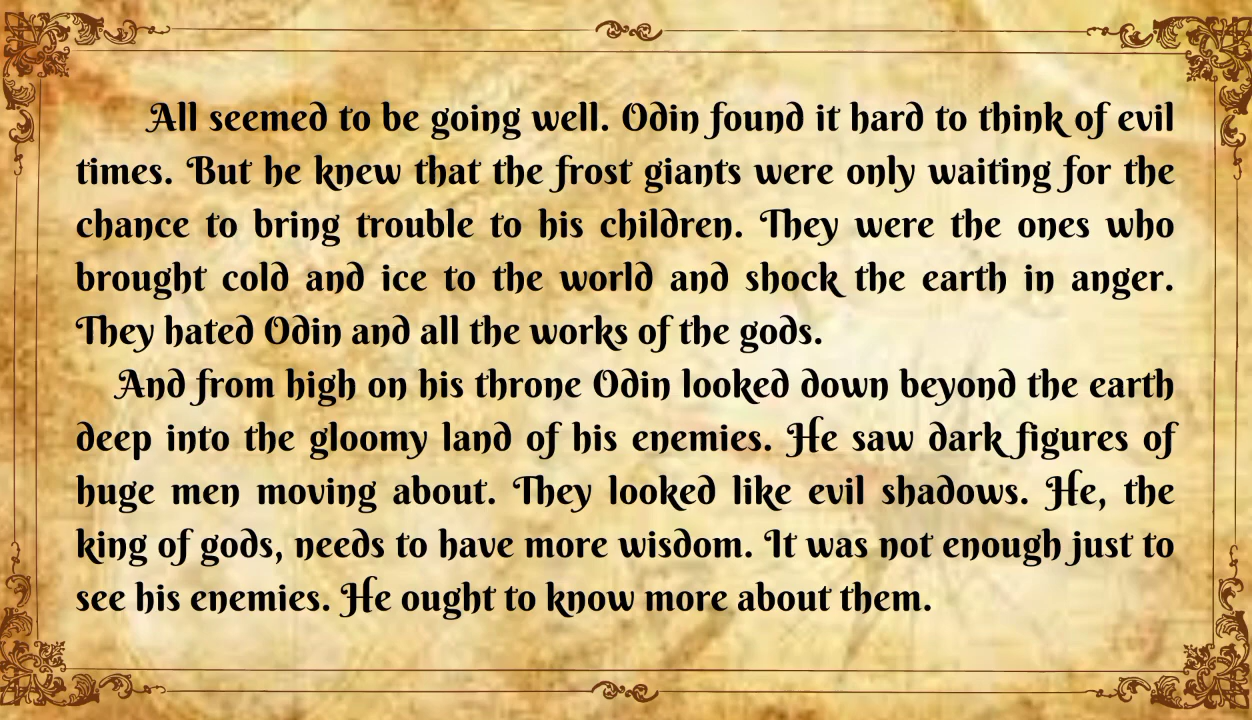 All seemed to be going well. Odin found it hard to think of evil
times. But he knew that the frost giants were only waiting for the
chance to bring trouble to his children. They were the ones who
brought cold and ice to the world and shock the earth in anger.
They hated Odin and all the works of the gods.
And from high on his throne Odin looked down beyond the earth
deep into the gloomy land of his enemies. He saw dark figures of
huge men moving about. They looked like evil shadows. He, the
king of gods, needs to have more wisdom. It was not enough just to
see his enemies. He ought to know more about them.